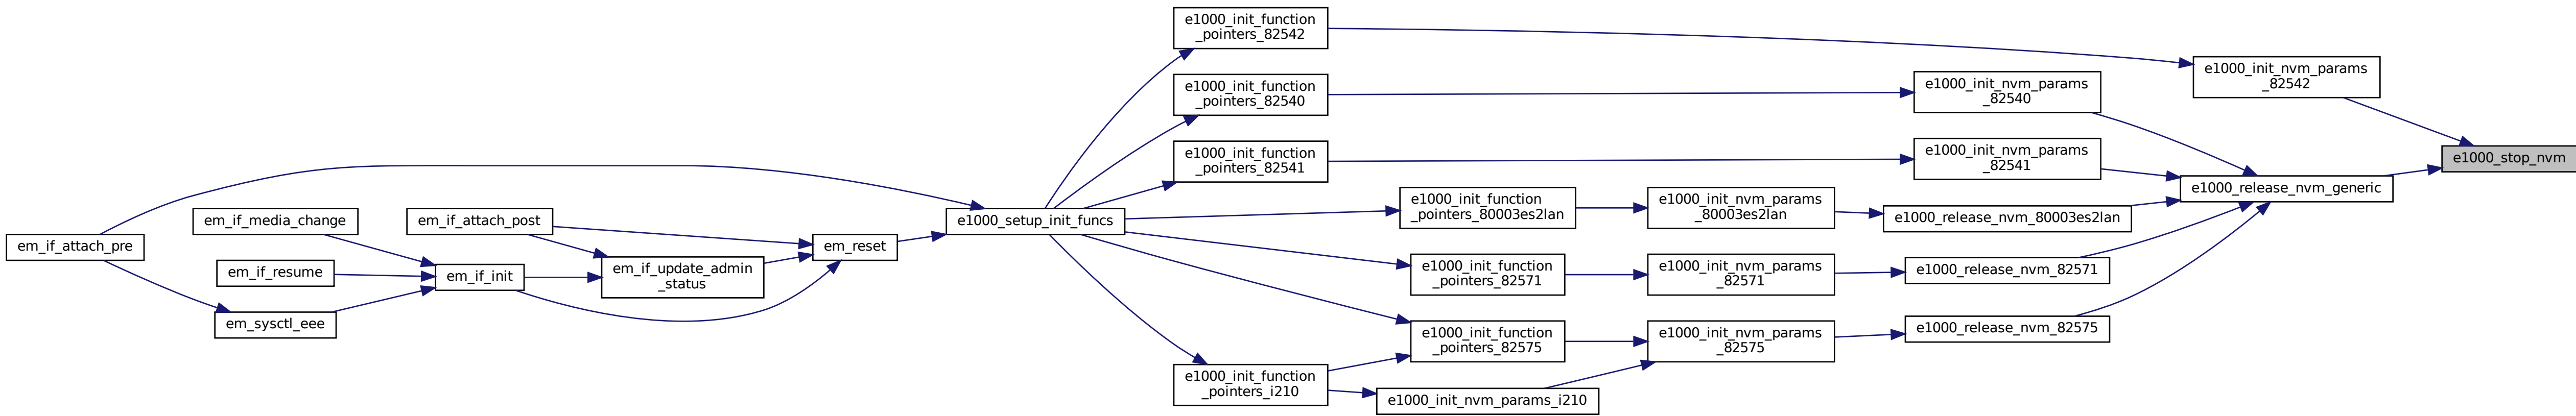 em_if_attach_pre
em_if_media_change
em_if_resume
em_sysctl_eee
em_if_attach_post
em_if_init
em_if_update_admin
_status
em_reset
e1000_setup_init_funcs
e1000_init_function
_pointers_82542
e1000_init_function
_pointers_82540
e1000_init_function
_pointers_82541
e1000_init_function
_pointers_80003es2lan
e1000_init_function
_pointers_82571
e1000_init_function
_pointers_82575
e1000_init_function
_pointers_i210
e1000_init_nvm_params
_80003es2lan
e1000_init_nvm_params
_82571
e1000_init_nvm_params
_82575
e1000_init_nvm_params_i210
e1000_init_nvm_params
_82540
e1000_init_nvm_params
_82541
e1000_release_nvm_80003es2lan
e1000_release_nvm_82571
e1000_release_nvm_82575
e1000_init_nvm_params
_82542
e1000_release_nvm_generic
e1000_stop_nvm